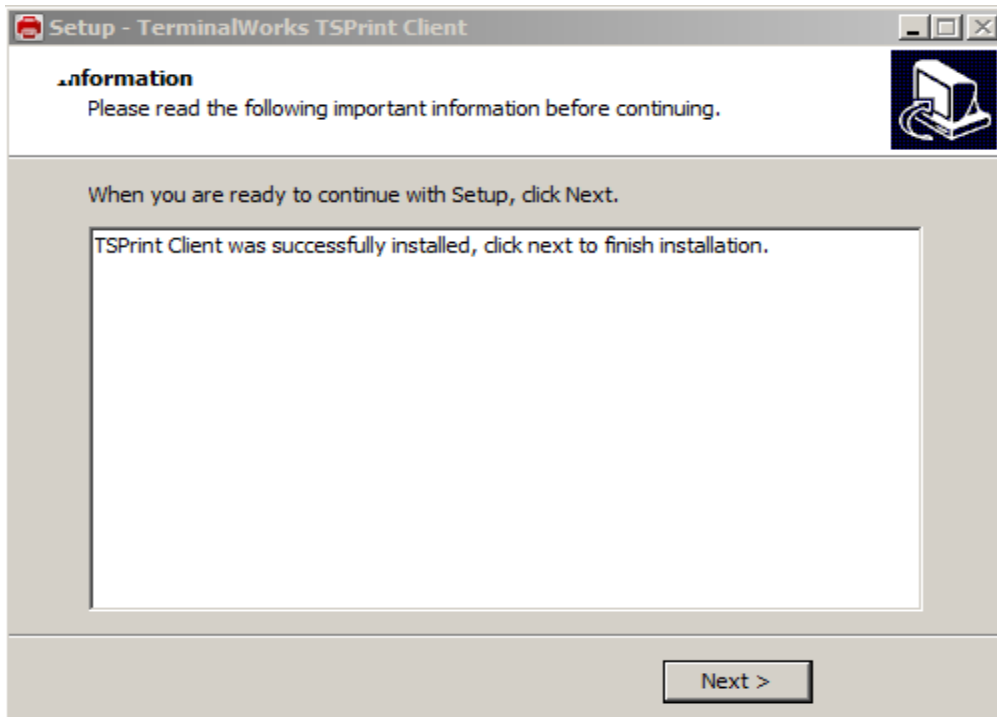 Setup - TerminalWorks TSPrint Client
Information
Please read the following important information before continuing.
When you are ready to continue with Setup, click Next.
TSPrint Client was successfully installed, click next to finish installation.
Next >